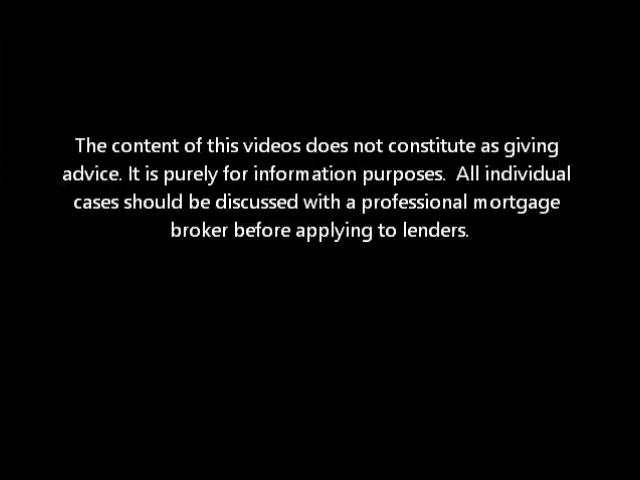 The content of this videos does not constitute as giving
advice. It is purely for information purposes.  All individual
cases should be discussed with a professional mortgage
broker before applying to lenders.